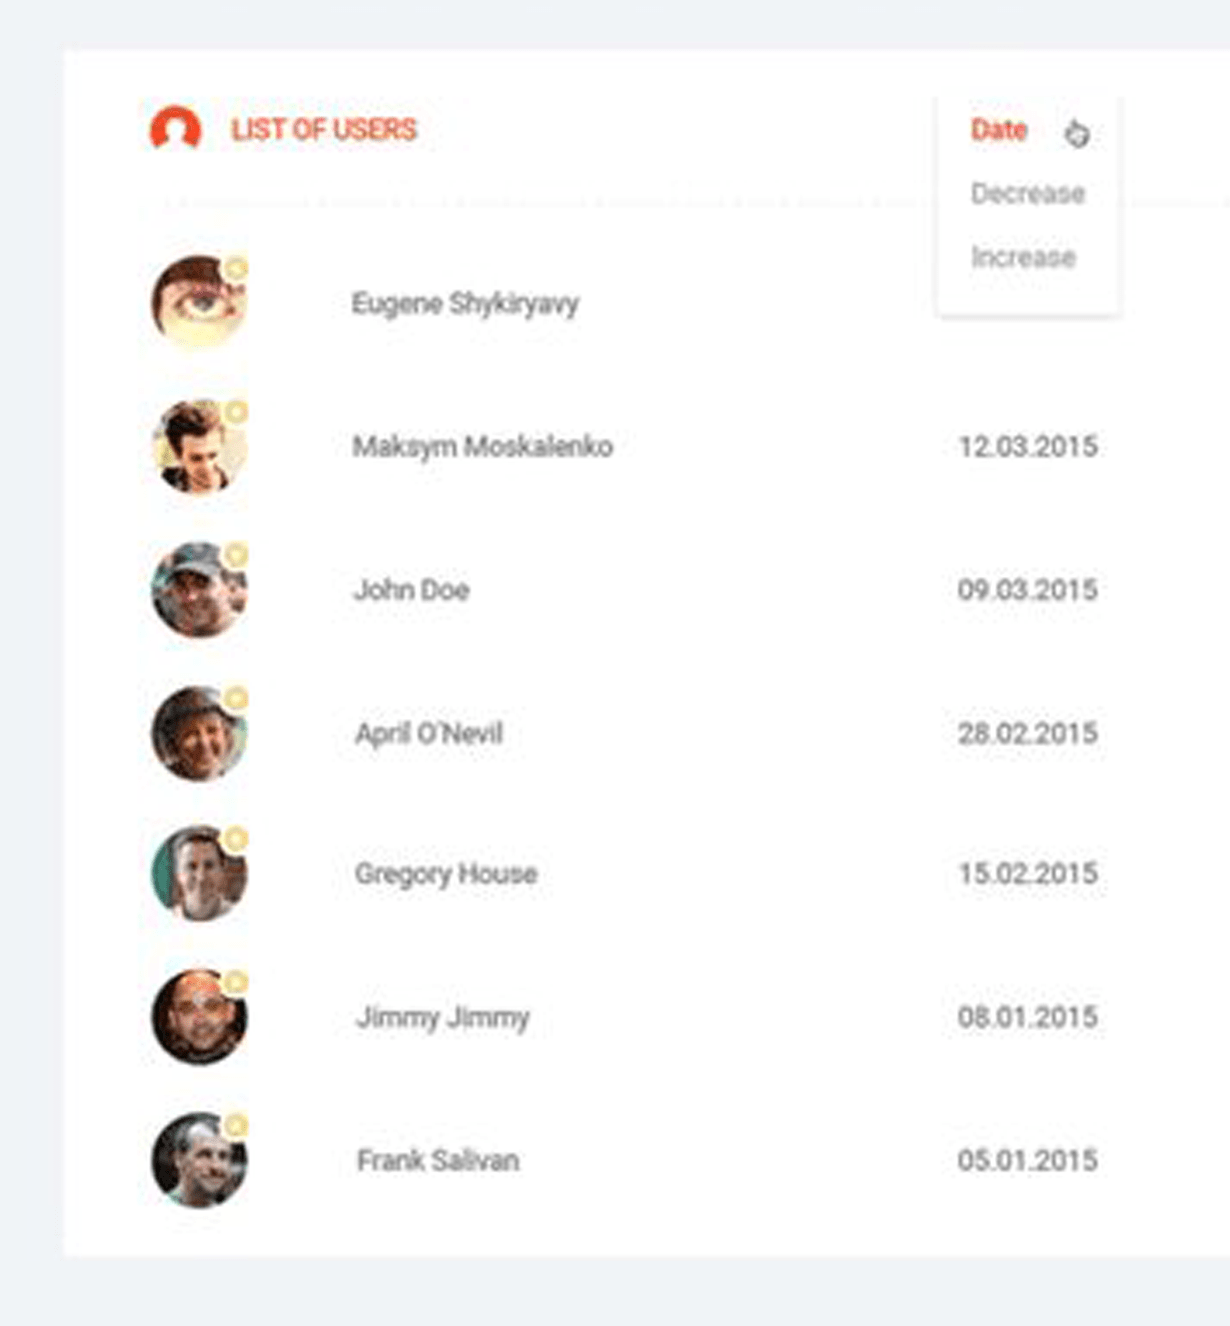 LIST OF USERS
Date
Decrease
Increase
Eugene Shykiryavy
Maksym Moskalenko 12.03.2015
John Doe 09.03.2015
April O'Nevil 28.02.2015
Gregory House 15.02.2015
Jimmy Jimmy 08.01.2015
Frank Salivan 05.01.2015